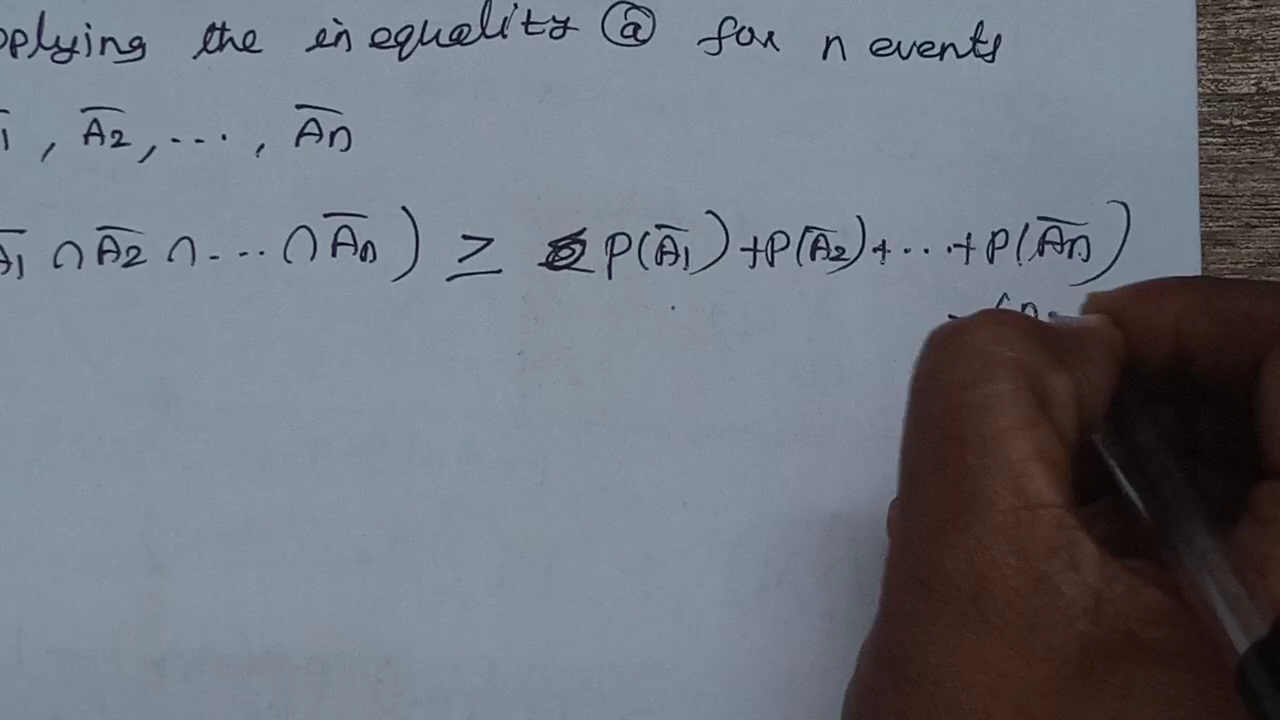 pplying the inequality ⓐ for n events
1 , A̅2 , ... , A̅n
A̅1 ∩ A̅2 ∩ ... ∩ A̅n ) ≥ P(A̅1) + P(A̅2) + ... + P(A̅n)
- (n-